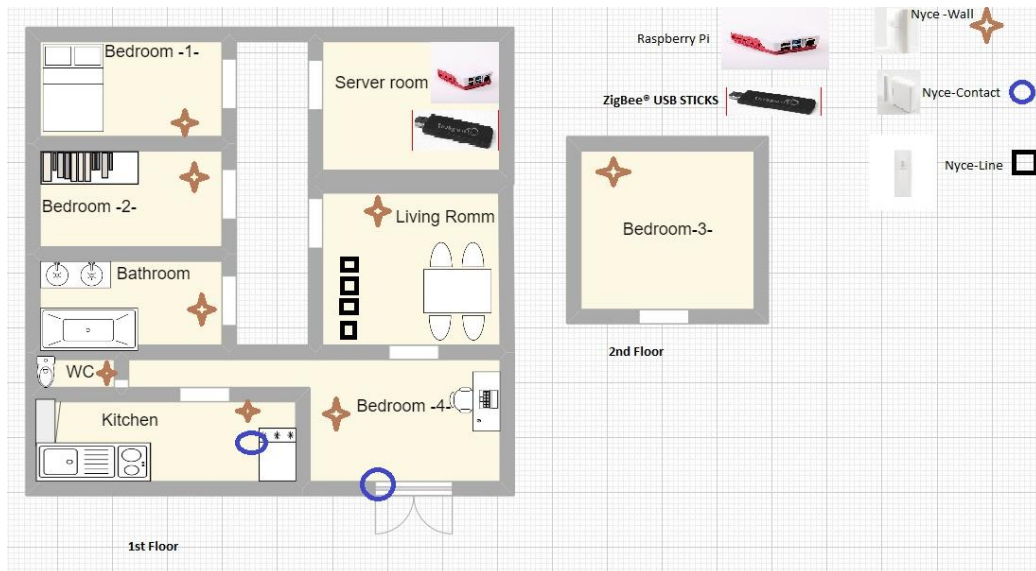 Bedroom -1-
Server room
Bedroom -2-
Living Romm
Bathroom
WC
Kitchen
Bedroom -4-
1st Floor
Raspberry Pi
ZigBee® USB STICKS
Bedroom-3-
2nd Floor
Nyce -Wall
Nyce-Contact
Nyce-Line